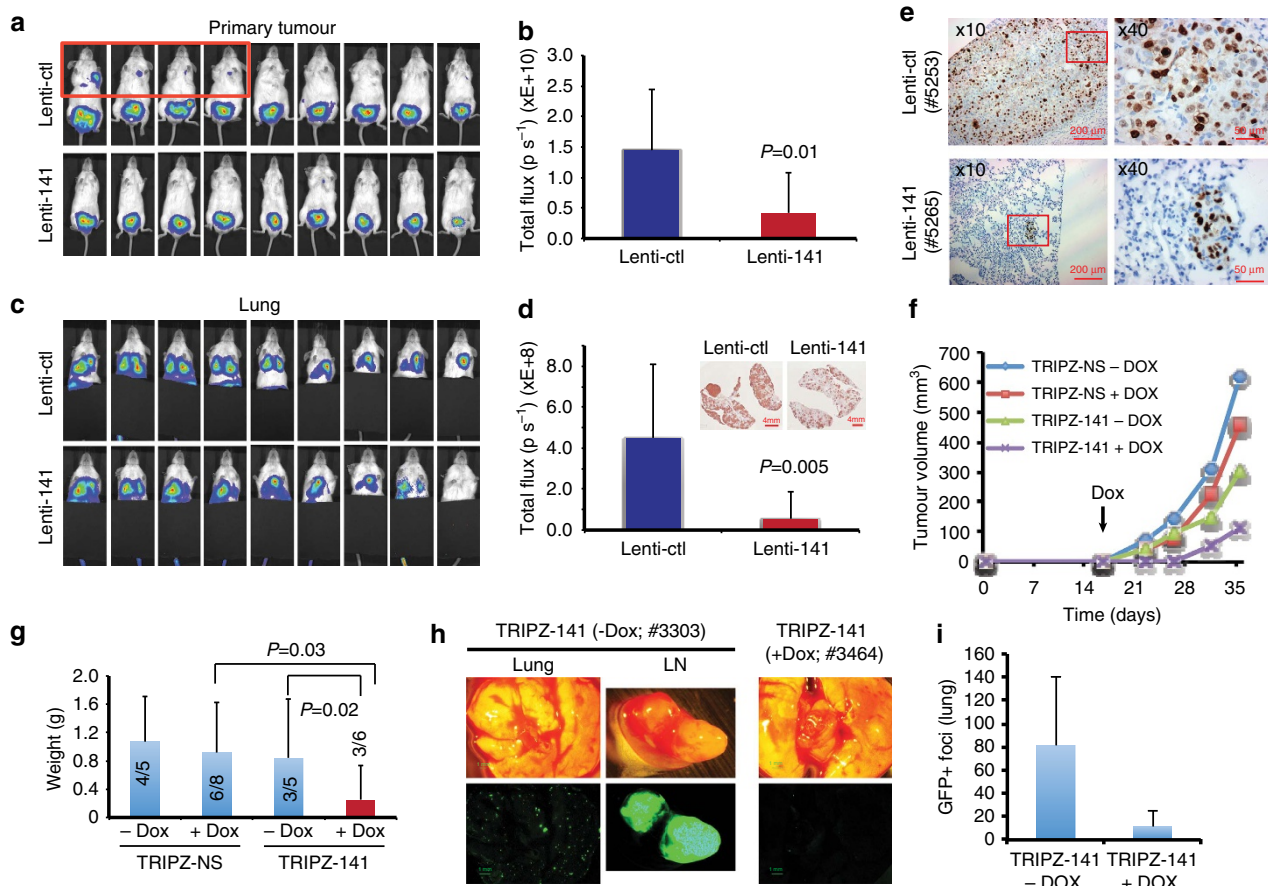 a
Primary tumour
Lenti-ctl
Lenti-141
b
Total flux (p s⁻¹) (xE+10)
3.0
2.5
2.0
1.5
1.0
0.5
0.0
P=0.01
Lenti-ctl
Lenti-141
c
Lung
Lenti-ctl
Lenti-141
d
Total flux (p s⁻¹) (xE+8)
8.0
6.0
4.0
2.0
0.0
Lenti-ctl
Lenti-141
4mm
4mm
P=0.005
Lenti-ctl
Lenti-141
e
Lenti-ctl
(#5253)
x10
200 µm
x40
50 µm
Lenti-141
(#5265)
x10
200 µm
x40
50 µm
f
Tumour volume (mm³)
700
600
500
400
300
200
100
0
TRIPZ-NS – DOX
TRIPZ-NS + DOX
TRIPZ-141 – DOX
TRIPZ-141 + DOX
Dox
0 7 14 21 28 35
Time (days)
g
Weight (g)
2.0
1.6
1.2
0.8
0.4
0
P=0.03
P=0.02
4/5
6/8
3/5
3/6
– Dox + Dox – Dox + Dox
TRIPZ-NS TRIPZ-141
h
TRIPZ-141 (-Dox; #3303)
Lung LN
TRIPZ-141
(+Dox; #3464)
1 mm
1 mm
1 mm
1 mm
i
GFP+ foci (lung)
160
140
120
100
80
60
40
20
0
TRIPZ-141
– DOX
TRIPZ-141
+ DOX